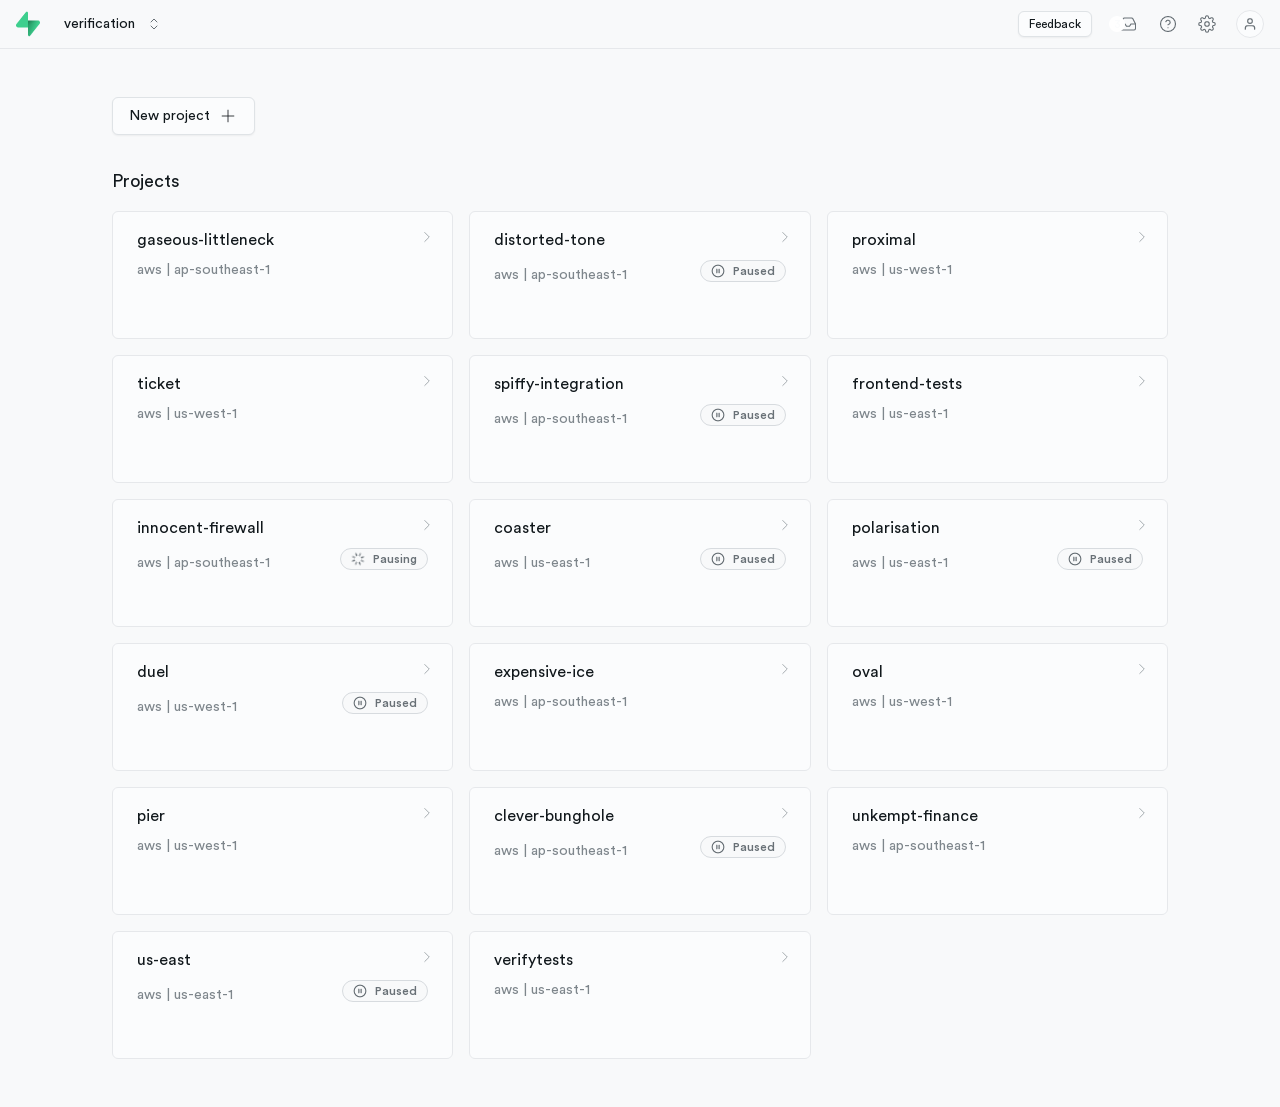 verification
Feedback
New project
Projects
gaseous-littleneck
aws | ap-southeast-1
distorted-tone
aws | ap-southeast-1
Paused
proximal
aws | us-west-1
ticket
aws | us-west-1
spiffy-integration
aws | ap-southeast-1
Paused
frontend-tests
aws | us-east-1
innocent-firewall
aws | ap-southeast-1
Pausing
coaster
aws | us-east-1
Paused
polarisation
aws | us-east-1
Paused
duel
aws | us-west-1
Paused
expensive-ice
aws | ap-southeast-1
oval
aws | us-west-1
pier
aws | us-west-1
clever-bunghole
aws | ap-southeast-1
Paused
unkempt-finance
aws | ap-southeast-1
us-east
aws | us-east-1
Paused
verifytests
aws | us-east-1